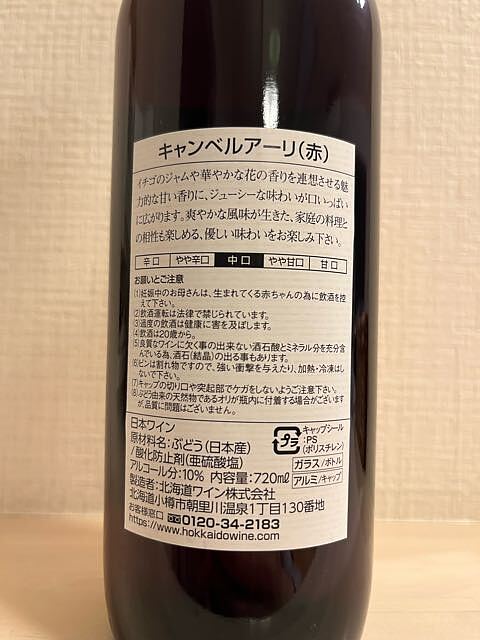 キャンベルアーリ(赤)
イチゴのジャムや華やかな花の香りを連想させる魅
力的な甘い香りに、ジューシーな味わいが口いっぱい
に広がります。爽やかな風味が生きた、家庭の料理と
の相性も楽しめる、優しい味わいをお楽しみ下さい。
辛口 やや辛口 中口 やや甘口 甘口
お願いとご注意
(1)妊娠中のお母さんは、生まれてくる赤ちゃんの為に飲酒を控
えて下さい。
(2)飲酒運転は法律で禁じられています。
(3)過度の飲酒は健康に害を及ぼします。
(4)飲酒は20歳から。
(5)良質なワインに欠く事の出来ない酒石酸とミネラル分を充分含
んでいる為、酒石(結晶)の出る事もあります。
(6)ビンは割れ物ですので、強い衝撃を与えたり、加熱・冷凍はし
ないで下さい。
(7)キャップの切り口や突起部でケガをしないようご注意下さい。
(8)ぶどう由来の天然物であるオリが瓶内に付着する場合がございます
が、品質に問題はございません。
日本ワイン
原材料名:ぶどう(日本産)
/酸化防止剤(亜硫酸塩)
アルコール分:10% 内容量:720㎖
製造者:北海道ワイン株式会社
北海道小樽市朝里川温泉1丁目130番地
お客様窓口 0120-34-2183
https://www.hokkaidowine.com
プラ
キャップシール
:PS
(ポリスチレン)
ガラス/ボトル
アルミ/キャップ